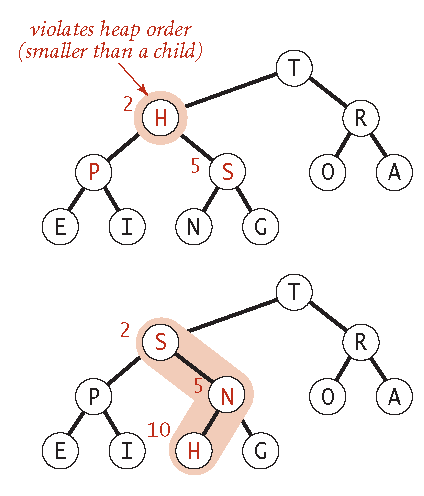 violates heap order
(smaller than a child)
T
2 H R
P 5 S O A
E I N G
T
2 S R
P 5 N O A
E I 10 H G